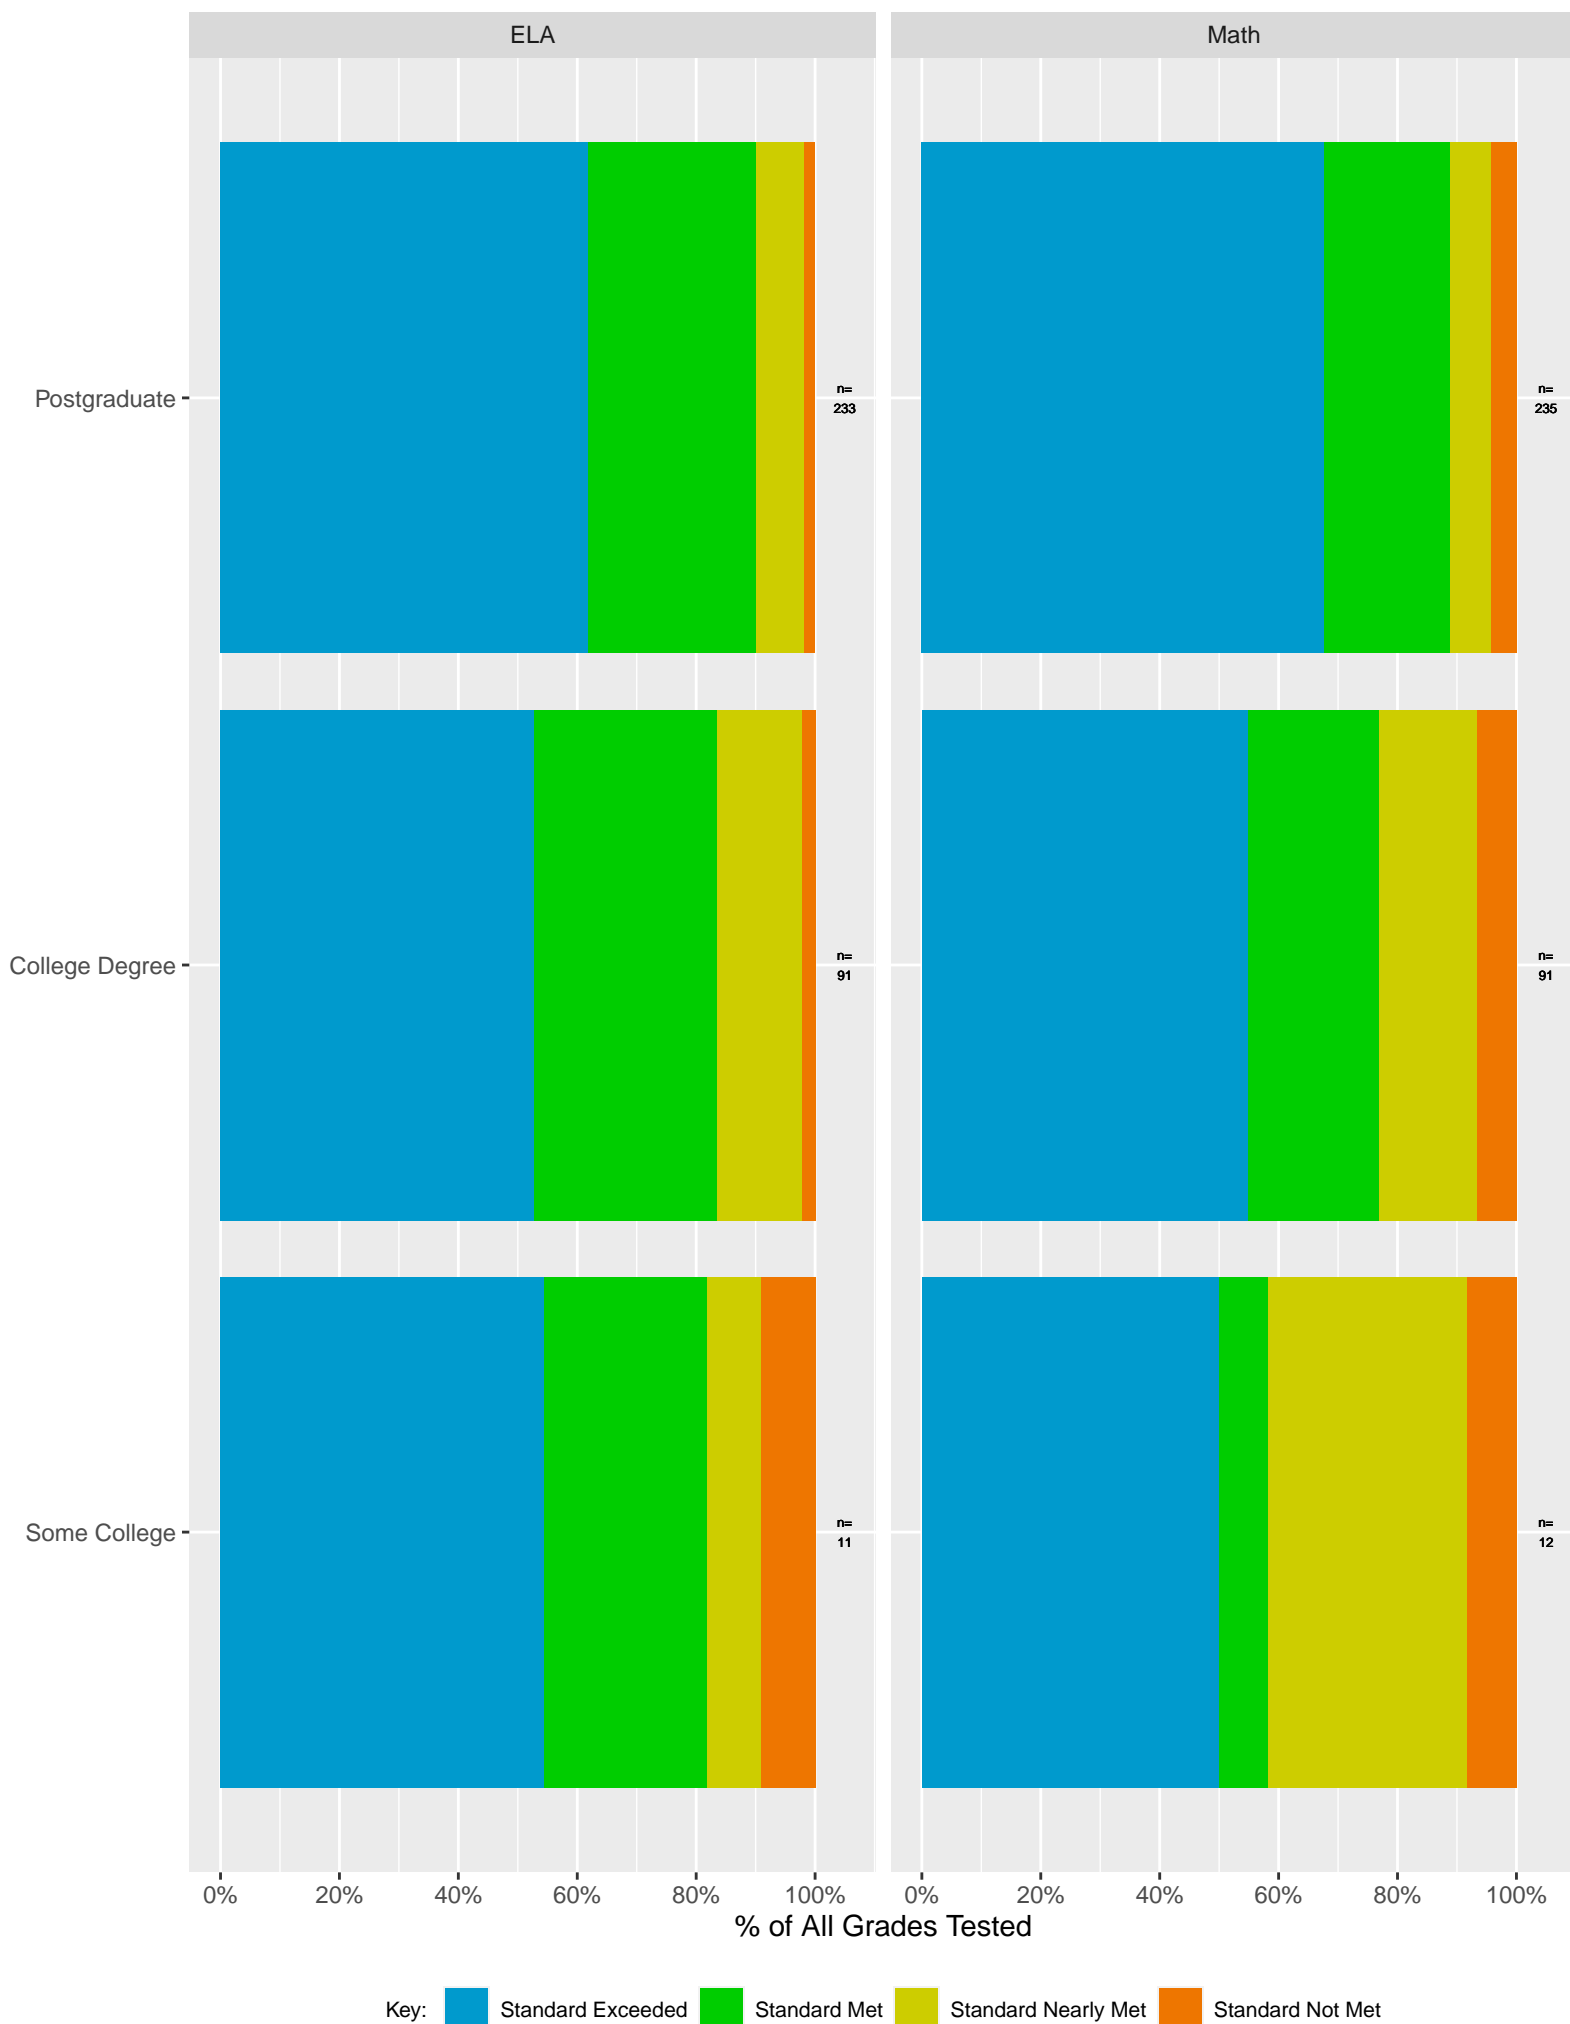 ELA
Math
Postgraduate
n=
233
n=
235
College Degree
n=
91
n=
91
Some College
n=
11
n=
12
0% 20% 40% 60% 80% 100% 0% 20% 40% 60% 80% 100%
% of All Grades Tested
Key: Standard Exceeded Standard Met Standard Nearly Met Standard Not Met